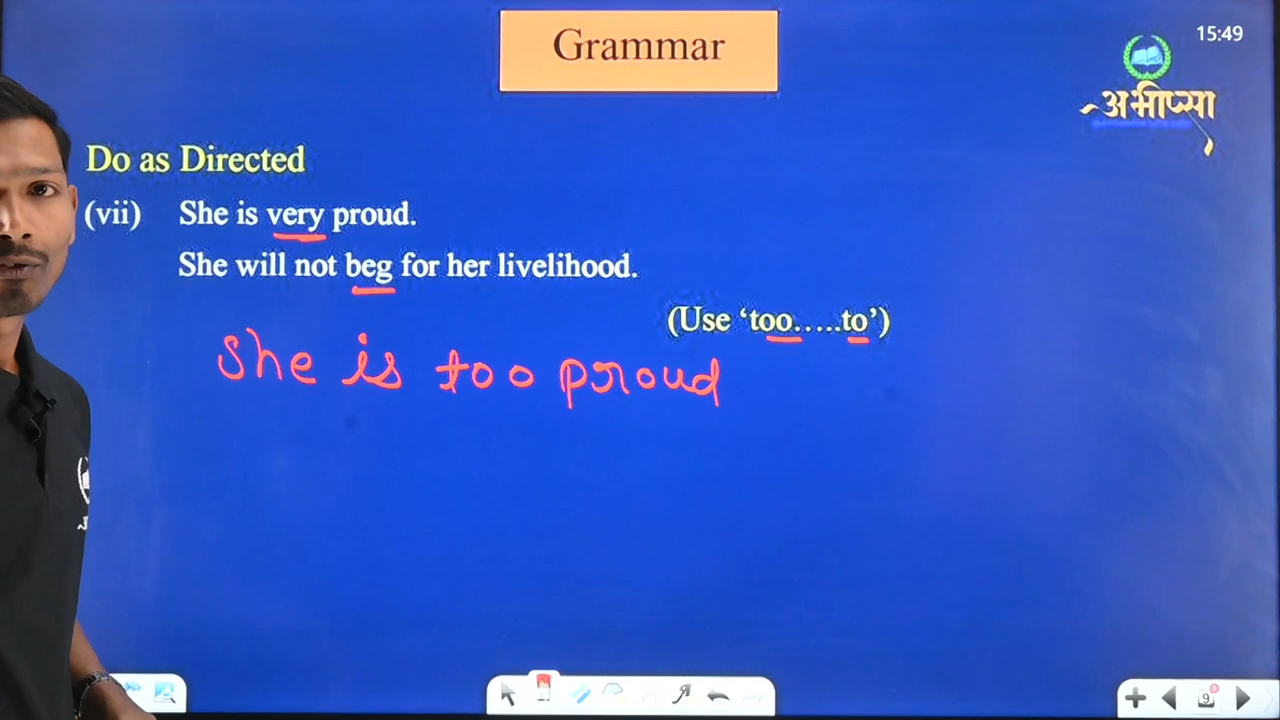 Grammar
15:49
अभीप्सा
Do as Directed
(vii) She is very proud.
She will not beg for her livelihood.
(Use ‘too…..to’)
She is too proud
9